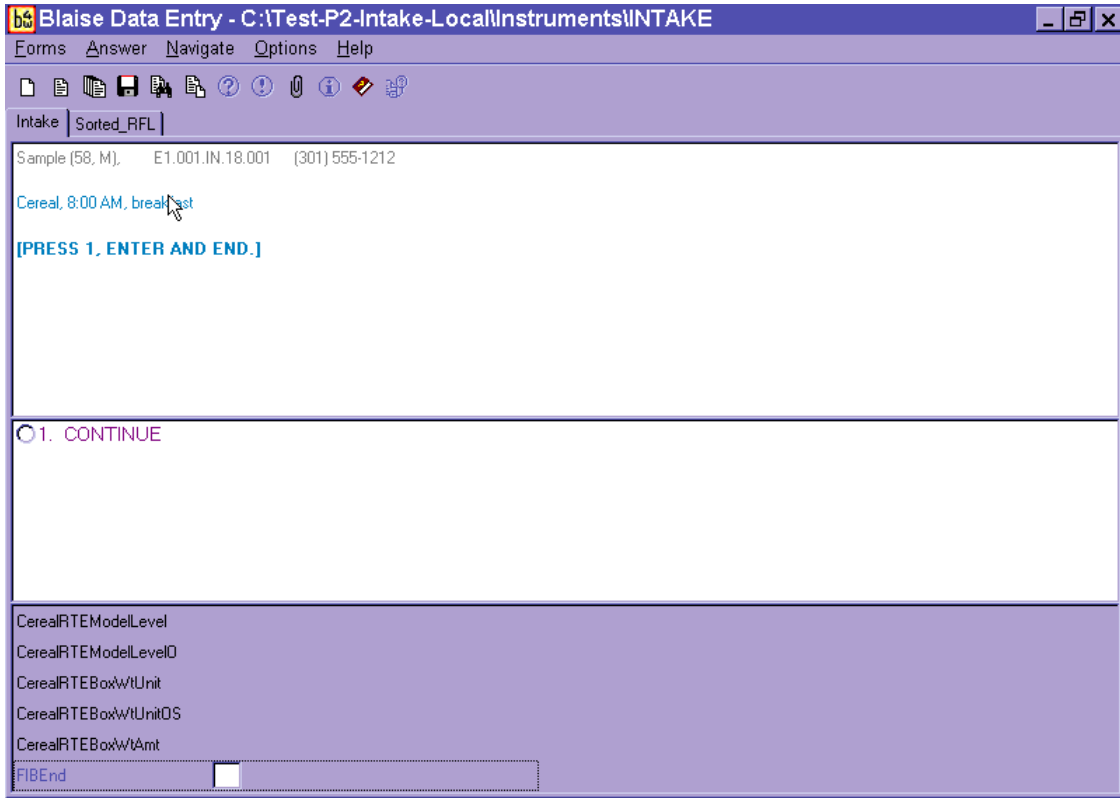 Blaise Data Entry - C:\Test-P2-Intake-Local\Instruments\INTAKE
Forms Answer Navigate Options Help
Intake Sorted_RFL
Sample (58, M), E1.001.IN.18.001 (301) 555-1212
Cereal, 8:00 AM, breakfast
[PRESS 1, ENTER AND END.]
1. CONTINUE
CerealRTEModelLevel
CerealRTEModelLevelO
CerealRTEBoxWtUnit
CerealRTEBoxWtUnitOS
CerealRTEBoxWtAmt
FIBEnd